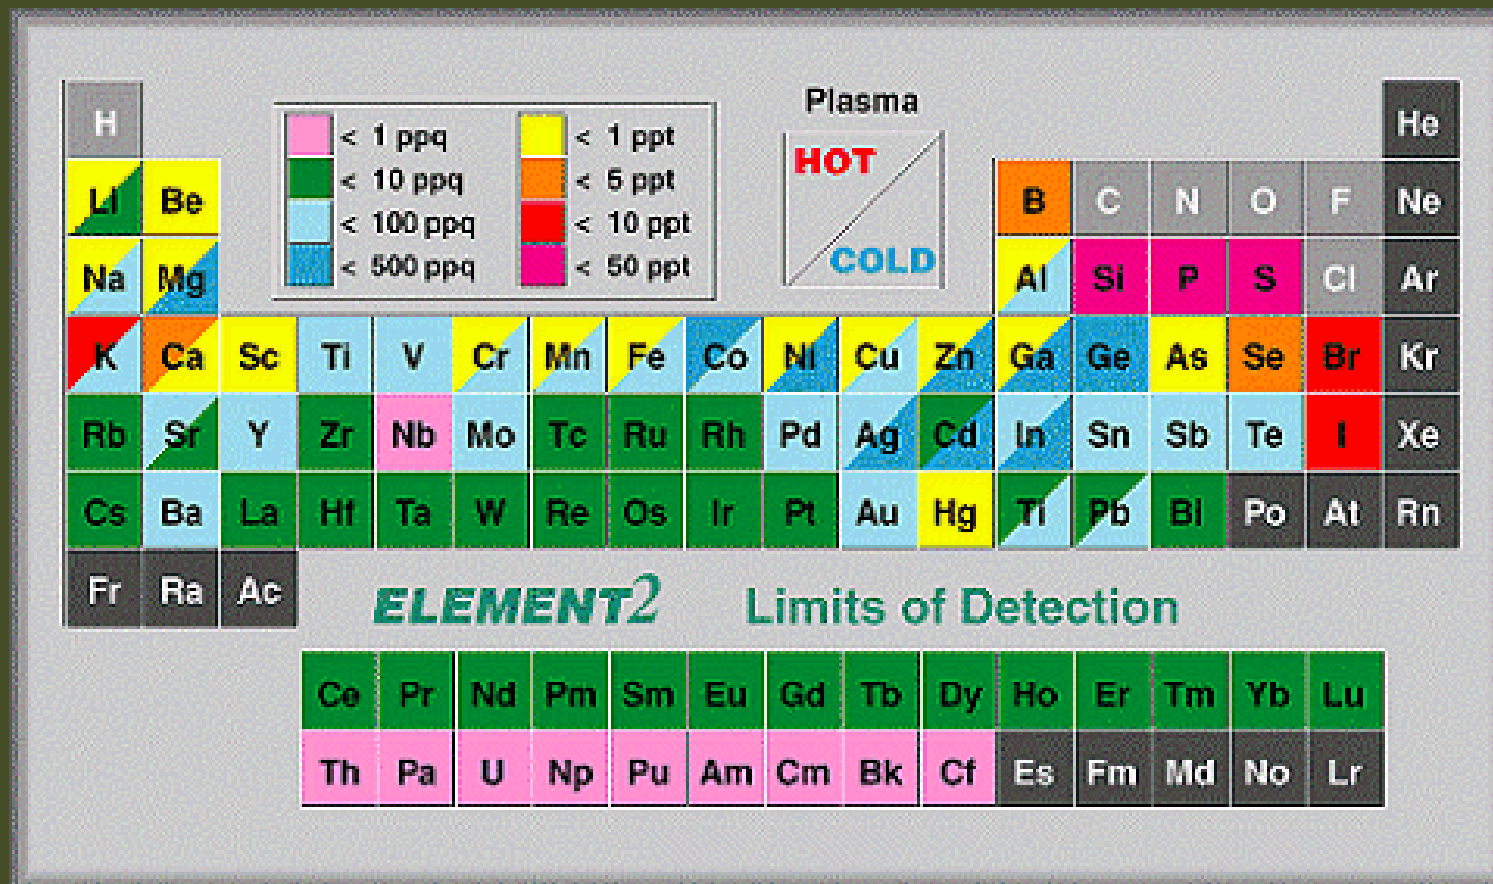 Plasma
H He
< 1 ppq < 1 ppt
HOT
< 10 ppq < 5 ppt
Li Be B C N O F Ne
< 100 ppq < 10 ppt
COLD
< 500 ppq < 50 ppt
Na Mg Al Si P S Cl Ar
K Ca Sc Ti V Cr Mn Fe Co Ni Cu Zn Ga Ge As Se Br Kr
Rb Sr Y Zr Nb Mo Tc Ru Rh Pd Ag Cd In Sn Sb Te I Xe
Cs Ba La Hf Ta W Re Os Ir Pt Au Hg Ti Pb Bi Po At Rn
Fr Ra Ac
ELEMENT2 Limits of Detection
Ce Pr Nd Pm Sm Eu Gd Tb Dy Ho Er Tm Yb Lu
Th Pa U Np Pu Am Cm Bk Cf Es Fm Md No Lr